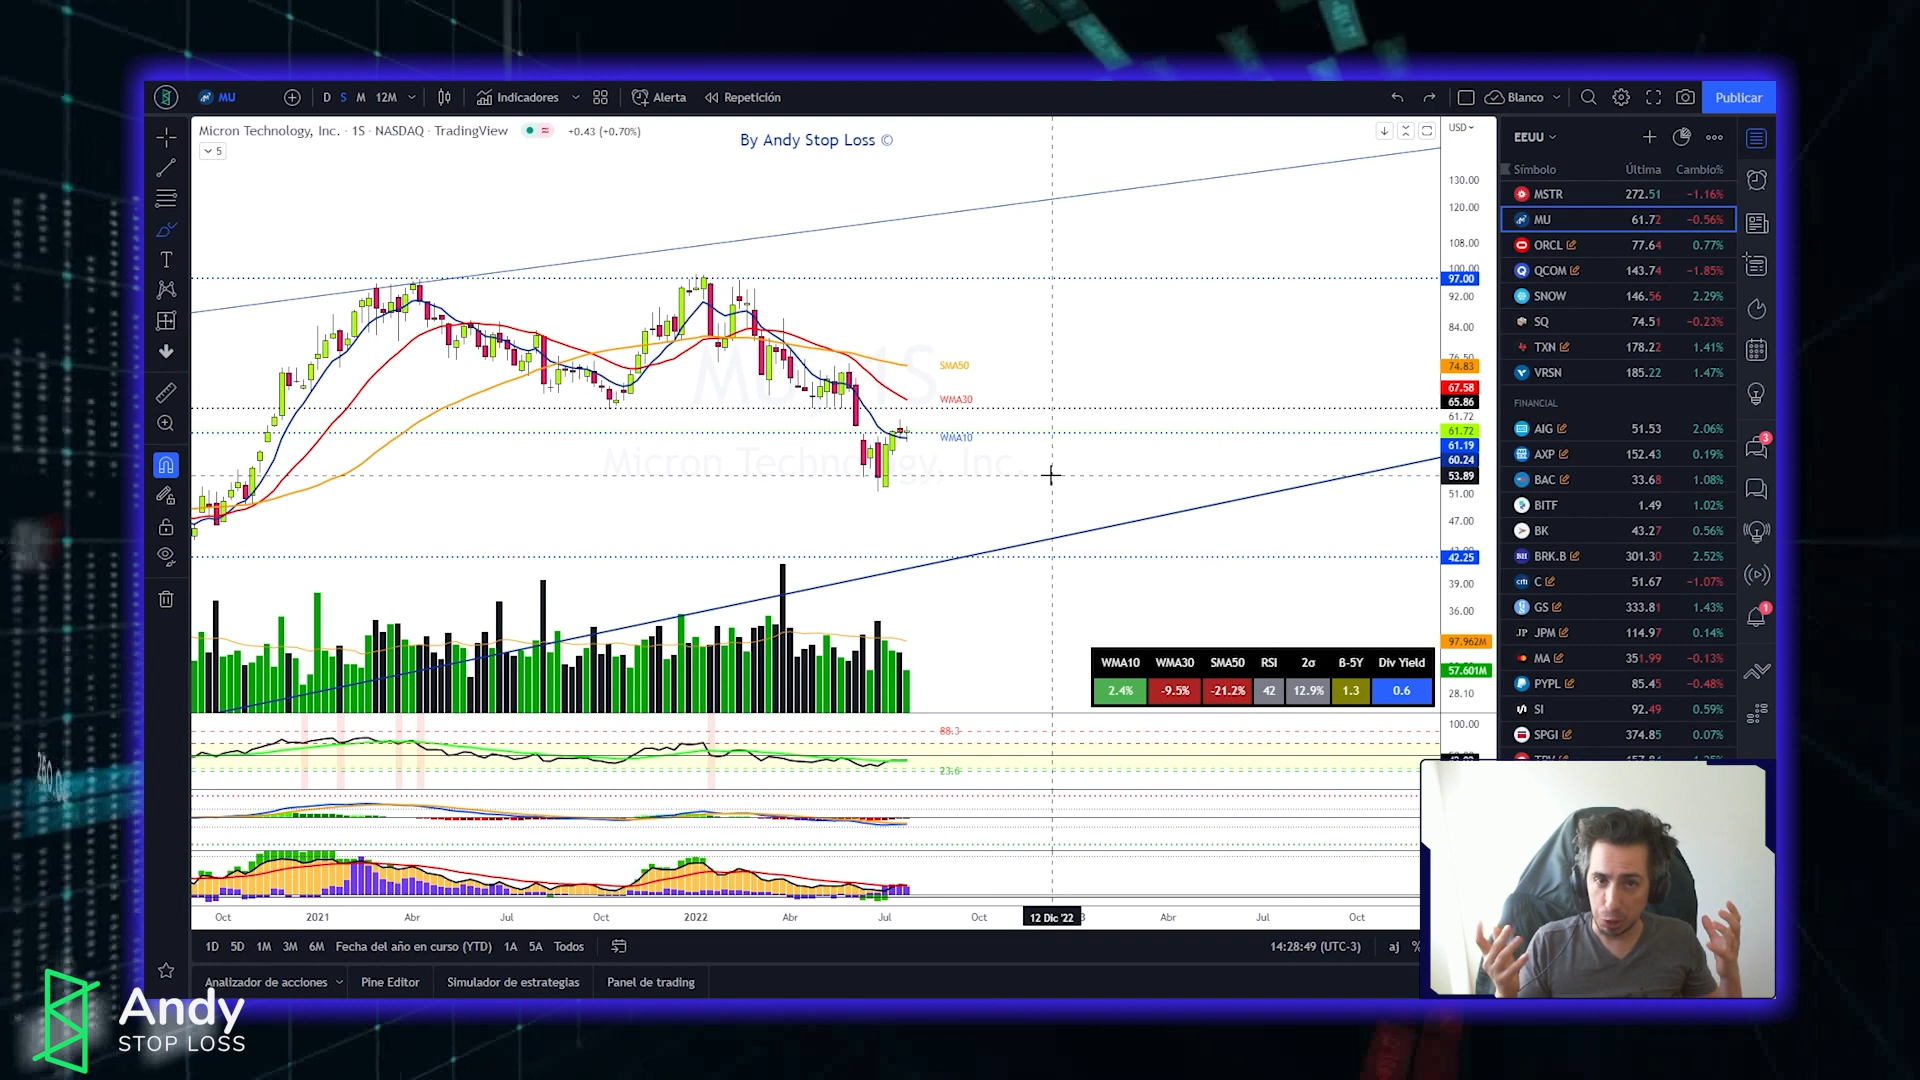 MU
D S M 12M
Indicadores
Alerta
Repetición
Blanco
Publicar
Micron Technology, Inc. · 1S · NASDAQ · TradingView
+0.43 (+0.70%)
5
By Andy Stop Loss ©
USD
130.00
120.00
108.00
100.00
97.00
92.00
84.00
76.50
74.83
67.58
65.86
61.72
61.72
61.19
60.24
53.89
51.00
47.00
42.25
39.00
36.00
97.962M
57.601M
28.10
100.00
SMA50
WMA30
WMA10
Micron Technology, Inc.
WMA10 WMA30 SMA50 RSI 2σ ß-5Y Div Yield
2.4% -9.5% -21.2% 42 12.9% 1.3 0.6
88.3
23.6
Oct 2021 Abr Jul Oct 2022 Abr Jul Oct 12 Dic '22 Abr Jul Oct
1D 5D 1M 3M 6M Fecha del año en curso (YTD) 1A 5A Todos
14:28:49 (UTC-3) aj %
Analizador de acciones Pine Editor Simulador de estrategias Panel de trading
EEUU
Símbolo Última Cambio%
MSTR 272.51 −1.16%
MU 61.72 −0.56%
ORCL 77.64 0.77%
QCOM 143.74 −1.85%
SNOW 146.56 2.29%
SQ 74.51 −0.23%
TXN 178.22 1.41%
VRSN 185.22 1.47%
FINANCIAL
AIG 51.53 2.06%
AXP 152.43 0.19%
BAC 33.68 1.08%
BITF 1.49 1.02%
BK 43.27 0.56%
BRK.B 301.30 2.52%
C 51.67 −1.07%
GS 333.81 1.43%
JPM 114.97 0.14%
MA 351.99 −0.13%
PYPL 85.45 −0.48%
SI 92.49 0.59%
SPGI 374.85 0.07%
3
1
Andy
STOP LOSS